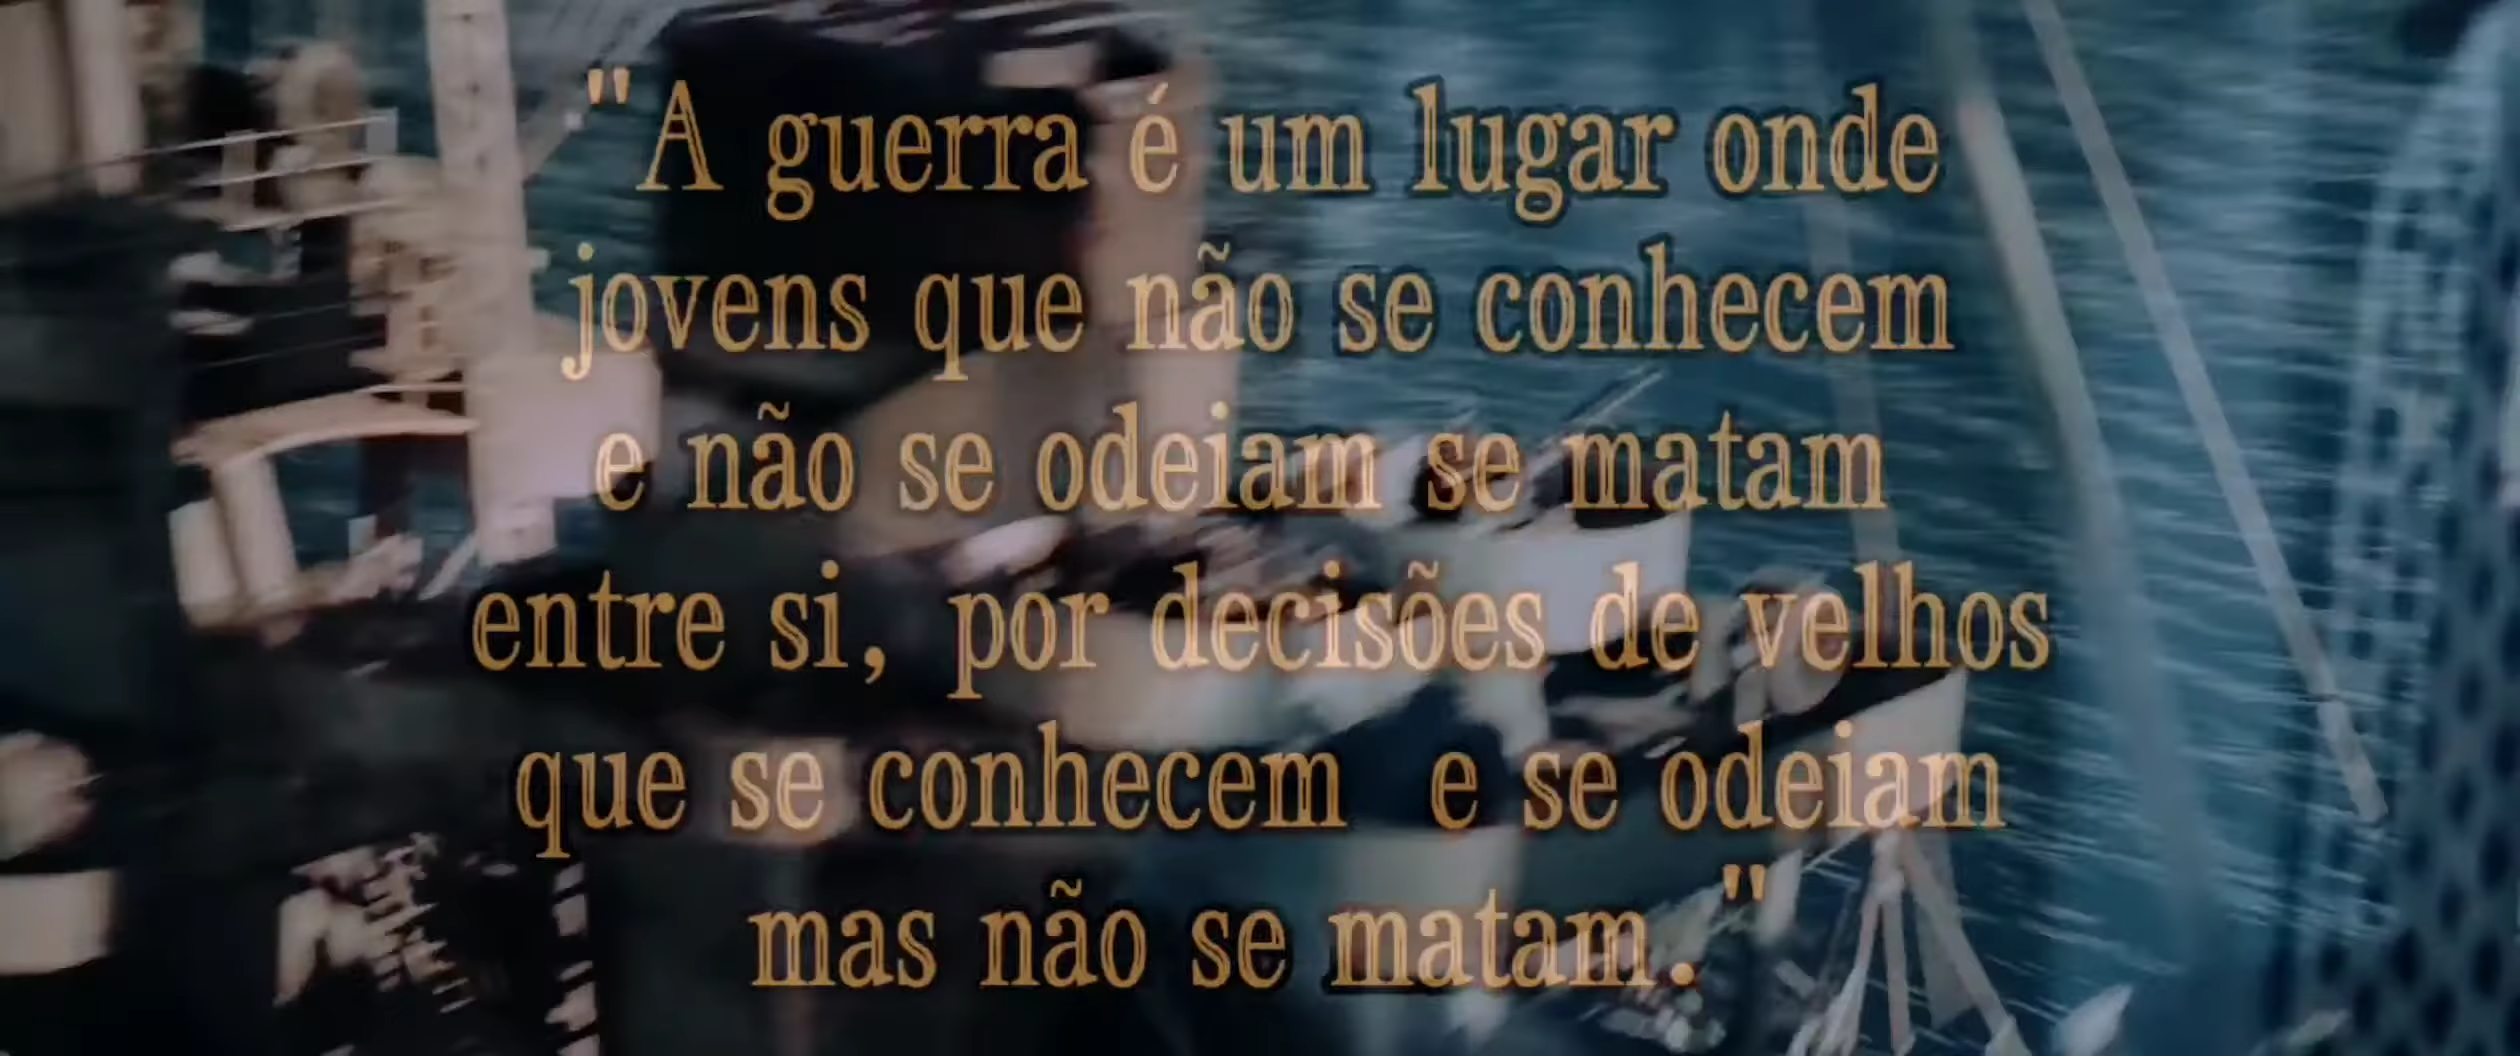 "A guerra é um lugar onde
jovens que não se conhecem
e não se odeiam se matam
entre si, por decisões de velhos
que se conhecem e se odeiam
mas não se matam."